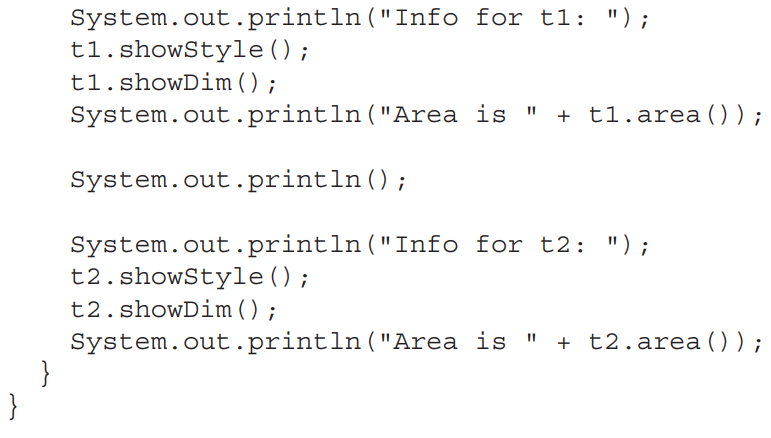 System.out.println("Info for t1: ");
t1.showStyle();
t1.showDim();
System.out.println("Area is " + t1.area());
System.out.println();
System.out.println("Info for t2: ");
t2.showStyle();
t2.showDim();
System.out.println("Area is " + t2.area());
}
}